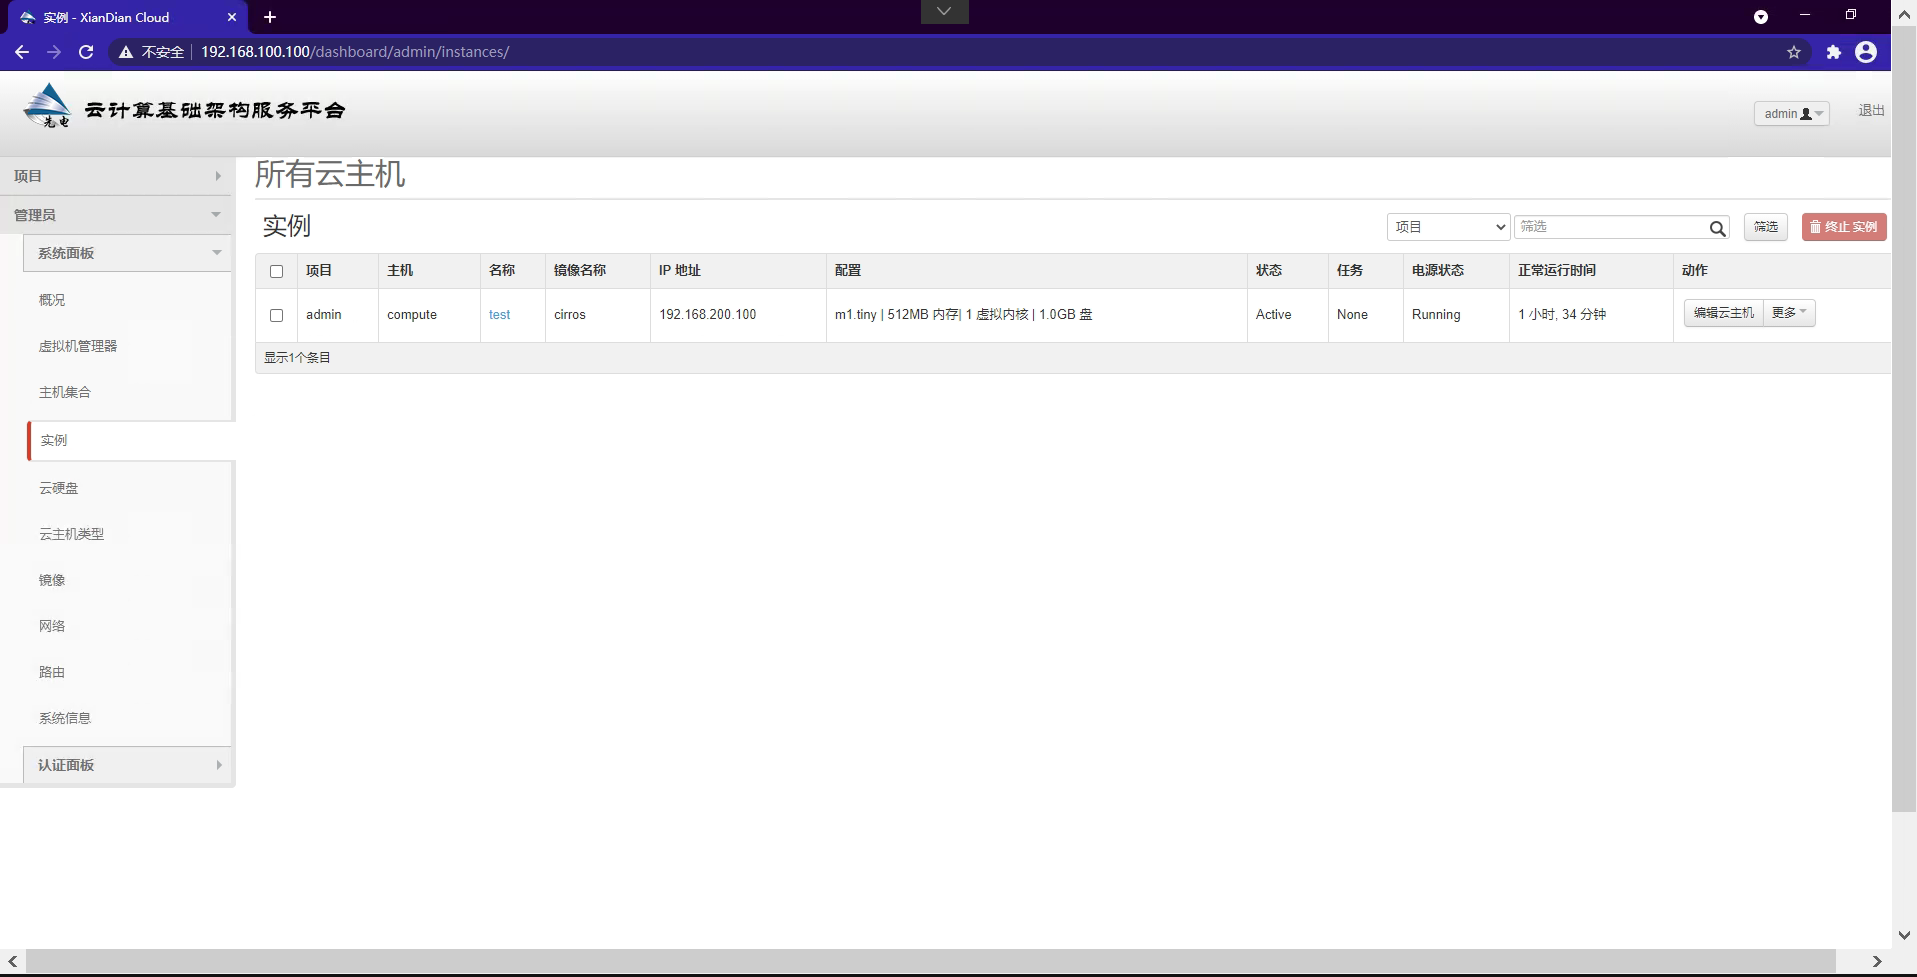 实例 - XianDian Cloud
不安全 192.168.100.100/dashboard/admin/instances/
先电 云计算基础架构服务平台
admin 退出
项目
管理员
系统面板
概况
虚拟机管理器
主机集合
实例
云硬盘
云主机类型
镜像
网络
路由
系统信息
认证面板
所有云主机
实例 项目 筛选 筛选 终止实例
项目 主机 名称 镜像名称 IP 地址 配置 状态 任务 电源状态 正常运行时间 动作
admin compute test cirros 192.168.200.100 m1.tiny | 512MB 内存| 1 虚拟内核 | 1.0GB 盘 Active None Running 1 小时, 34 分钟 编辑云主机 更多
显示1个条目